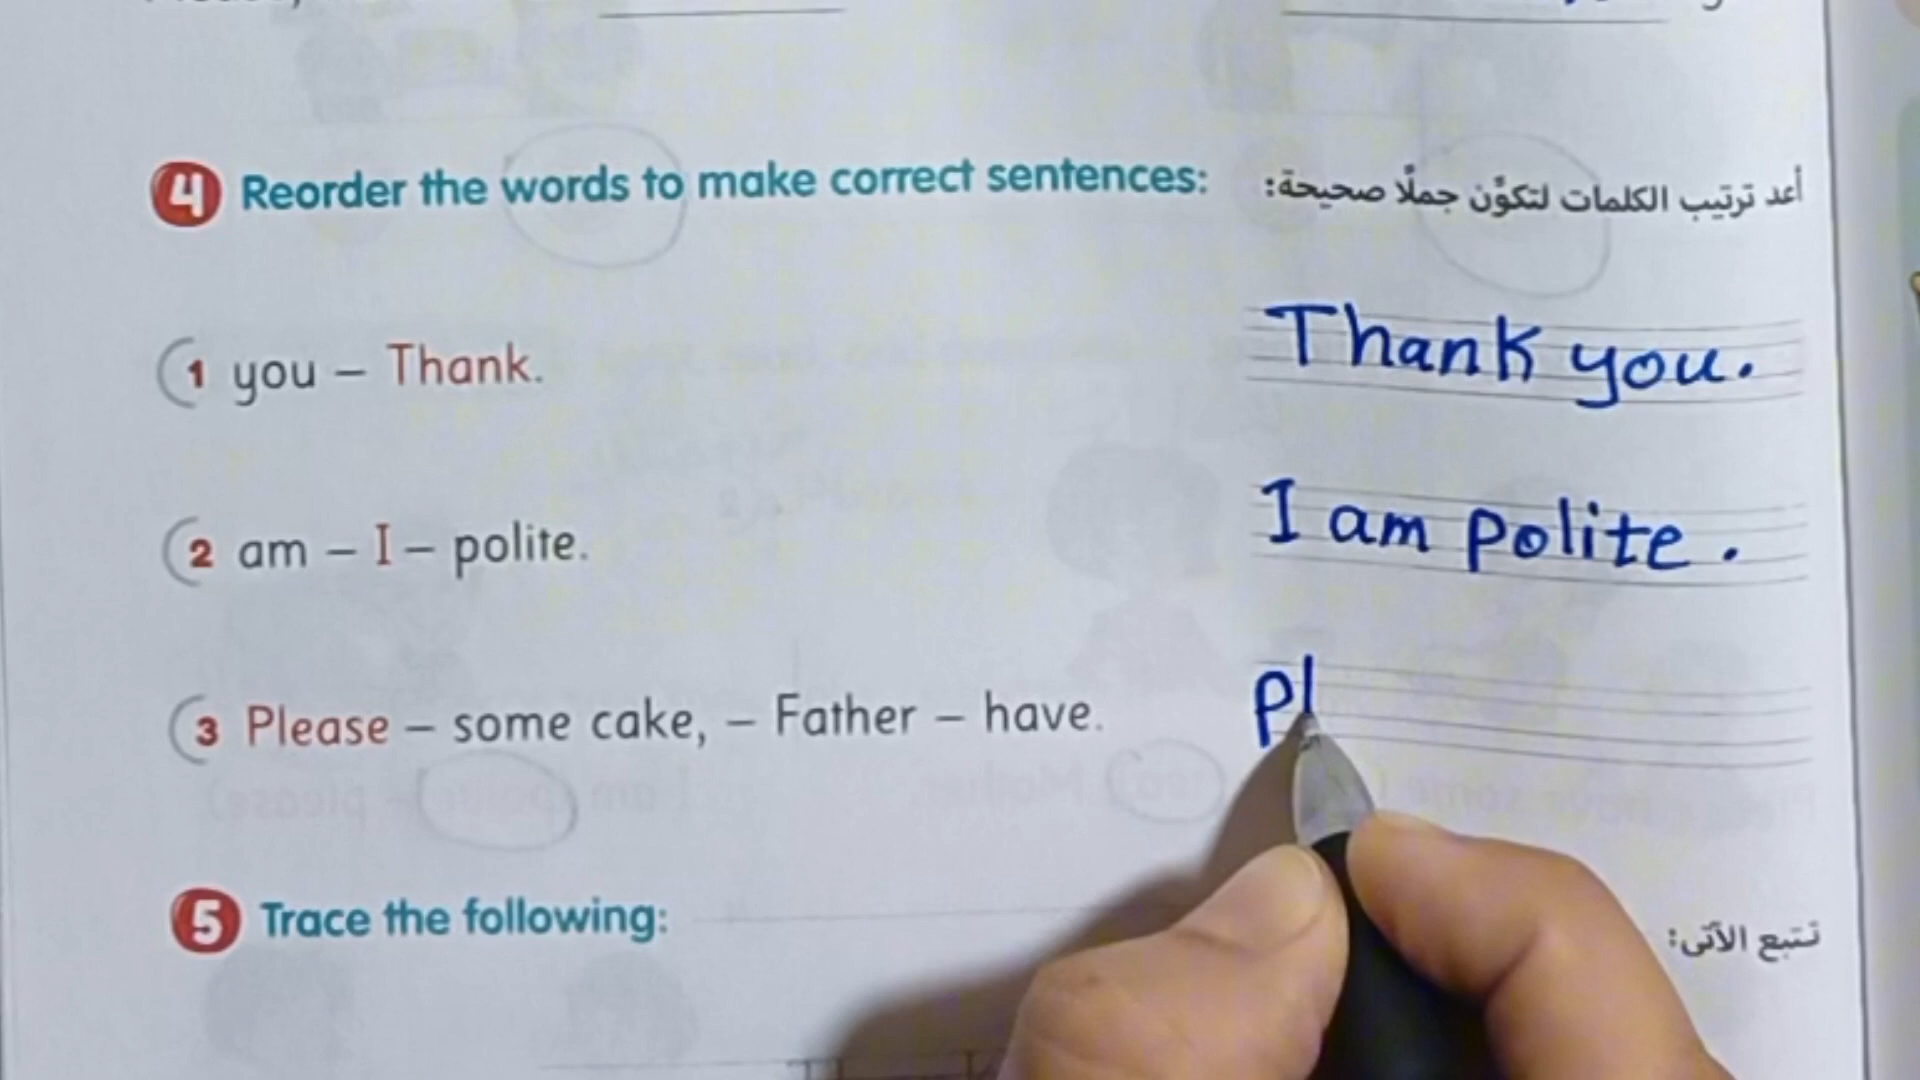 4 Reorder the words to make correct sentences: أعد ترتيب الكلمات لتكوِّن جملًا صحيحة:
1 you – Thank. Thank you.
2 am – I – polite. I am polite.
3 Please – some cake, – Father – have. Pl
5 Trace the following: تتبع الآتى: